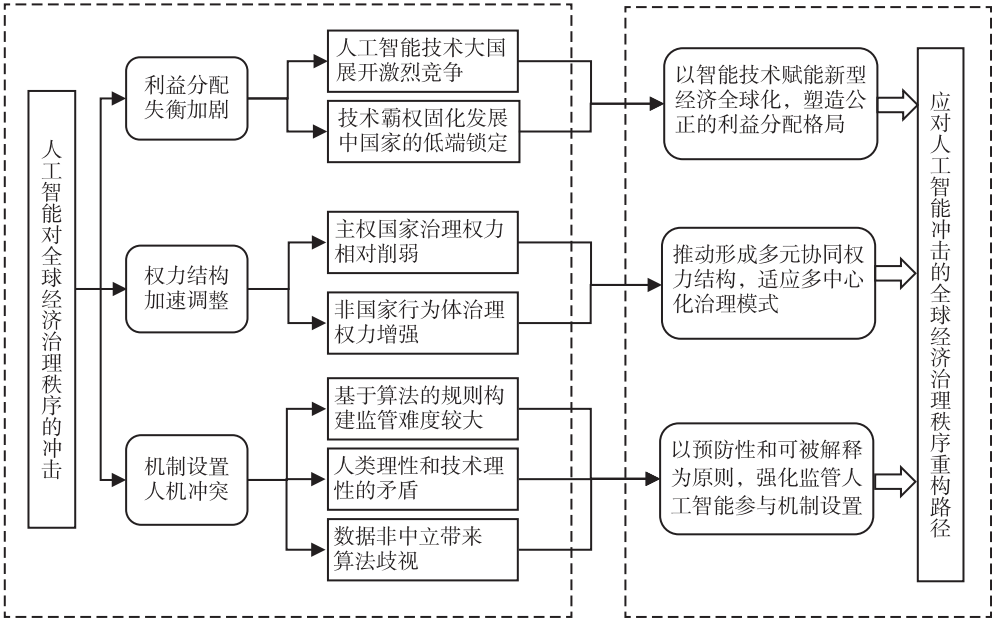 人工智能对全球经济治理秩序的冲击
利益分配
失衡加剧
人工智能技术大国
展开激烈竞争
技术霸权固化发展
中国家的低端锁定
以智能技术赋能新型
经济全球化，塑造公
正的利益分配格局
权力结构
加速调整
主权国家治理权力
相对削弱
非国家行为体治理
权力增强
推动形成多元协同权
力结构，适应多中心
化治理模式
机制设置
人机冲突
基于算法的规则构
建监管难度较大
人类理性和技术理
性的矛盾
数据非中立带来
算法歧视
以预防性和可被解释
为原则，强化监管人
工智能参与机制设置
应对人工智能冲击的全球经济治理秩序重构路径